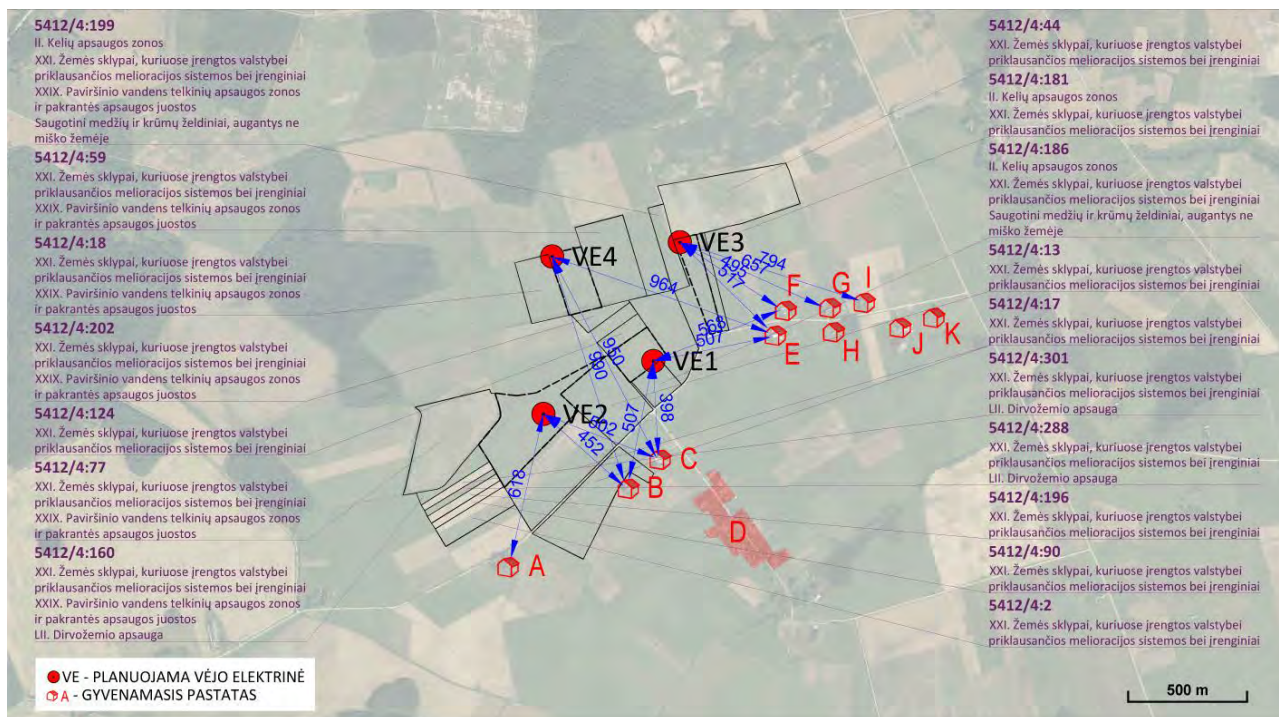 5412/4:199
II. Kelių apsaugos zonos
XXI. Žemės sklypai, kuriuose įrengtos valstybei
priklausančios melioracijos sistemos bei įrenginiai
XXIX. Paviršinio vandens telkinių apsaugos zonos
ir pakrantės apsaugos juostos
Saugotini medžių ir krūmų želdiniai, augantys ne
miško žemėje
5412/4:59
XXI. Žemės sklypai, kuriuose įrengtos valstybei
priklausančios melioracijos sistemos bei įrenginiai
XXIX. Paviršinio vandens telkinių apsaugos zonos
ir pakrantės apsaugos juostos
5412/4:18
XXI. Žemės sklypai, kuriuose įrengtos valstybei
priklausančios melioracijos sistemos bei įrenginiai
XXIX. Paviršinio vandens telkinių apsaugos zonos
ir pakrantės apsaugos juostos
5412/4:202
XXI. Žemės sklypai, kuriuose įrengtos valstybei
priklausančios melioracijos sistemos bei įrenginiai
XXIX. Paviršinio vandens telkinių apsaugos zonos
ir pakrantės apsaugos juostos
5412/4:124
XXI. Žemės sklypai, kuriuose įrengtos valstybei
priklausančios melioracijos sistemos bei įrenginiai
5412/4:77
XXI. Žemės sklypai, kuriuose įrengtos valstybei
priklausančios melioracijos sistemos bei įrenginiai
XXIX. Paviršinio vandens telkinių apsaugos zonos
ir pakrantės apsaugos juostos
5412/4:160
XXI. Žemės sklypai, kuriuose įrengtos valstybei
priklausančios melioracijos sistemos bei įrenginiai
XXIX. Paviršinio vandens telkinių apsaugos zonos
ir pakrantės apsaugos juostos
LII. Dirvožemio apsauga
VE - PLANUOJAMA VĖJO ELEKTRINĖ
A - GYVENAMASIS PASTATAS
VE4
VE3
VE1
VE2
964
495
577
657
794
568
507
950
990
507
398
502
452
618
F
G
I
E
H
J
K
C
B
D
A
5412/4:44
XXI. Žemės sklypai, kuriuose įrengtos valstybei
priklausančios melioracijos sistemos bei įrenginiai
5412/4:181
II. Kelių apsaugos zonos
XXI. Žemės sklypai, kuriuose įrengtos valstybei
priklausančios melioracijos sistemos bei įrenginiai
5412/4:186
II. Kelių apsaugos zonos
XXI. Žemės sklypai, kuriuose įrengtos valstybei
priklausančios melioracijos sistemos bei įrenginiai
Saugotini medžių ir krūmų želdiniai, augantys ne
miško žemėje
5412/4:13
XXI. Žemės sklypai, kuriuose įrengtos valstybei
priklausančios melioracijos sistemos bei įrenginiai
5412/4:17
XXI. Žemės sklypai, kuriuose įrengtos valstybei
priklausančios melioracijos sistemos bei įrenginiai
5412/4:301
XXI. Žemės sklypai, kuriuose įrengtos valstybei
priklausančios melioracijos sistemos bei įrenginiai
LII. Dirvožemio apsauga
5412/4:288
XXI. Žemės sklypai, kuriuose įrengtos valstybei
priklausančios melioracijos sistemos bei įrenginiai
LII. Dirvožemio apsauga
5412/4:196
XXI. Žemės sklypai, kuriuose įrengtos valstybei
priklausančios melioracijos sistemos bei įrenginiai
5412/4:90
XXI. Žemės sklypai, kuriuose įrengtos valstybei
priklausančios melioracijos sistemos bei įrenginiai
5412/4:2
XXI. Žemės sklypai, kuriuose įrengtos valstybei
priklausančios melioracijos sistemos bei įrenginiai
500 m